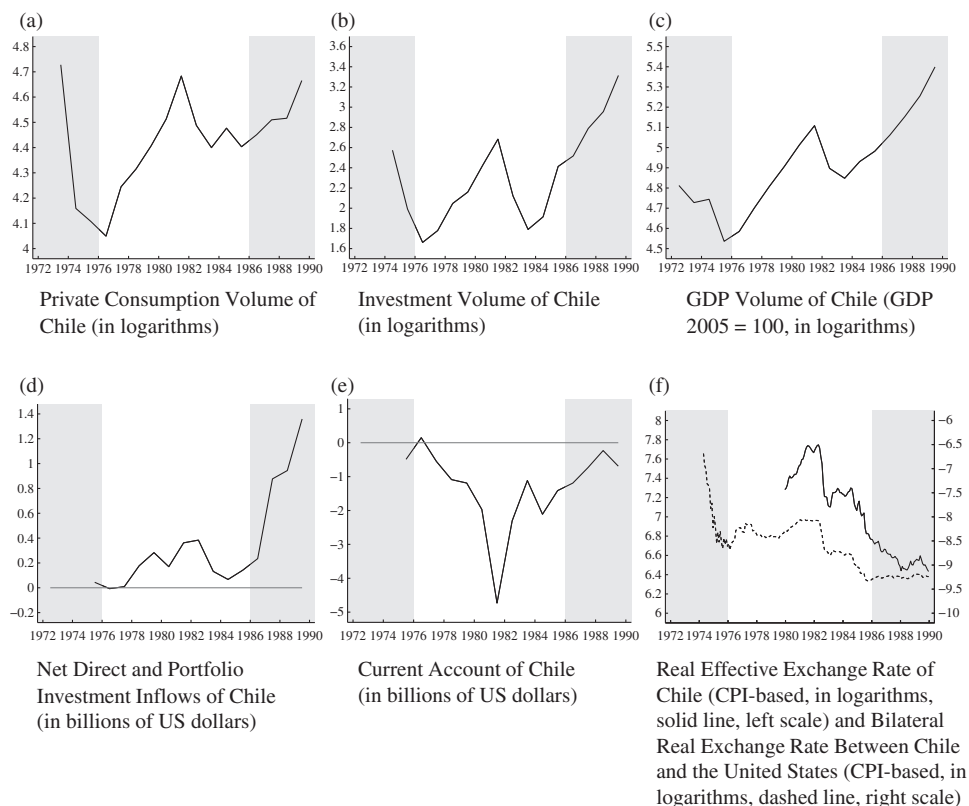 (a)
4.8
4.7
4.6
4.5
4.4
4.3
4.2
4.1
4
1972 1974 1976 1978 1980 1982 1984 1986 1988 1990
Private Consumption Volume of
Chile (in logarithms)
(b)
3.6
3.4
3.2
3
2.8
2.6
2.4
2.2
2
1.8
1.6
1972 1974 1976 1978 1980 1982 1984 1986 1988 1990
Investment Volume of Chile
(in logarithms)
(c)
5.5
5.4
5.3
5.2
5.1
5
4.9
4.8
4.7
4.6
4.5
1972 1974 1976 1978 1980 1982 1984 1986 1988 1990
GDP Volume of Chile (GDP
2005 = 100, in logarithms)
(d)
1.4
1.2
1
0.8
0.6
0.4
0.2
0
−0.2
1972 1974 1976 1978 1980 1982 1984 1986 1988 1990
Net Direct and Portfolio
Investment Inflows of Chile
(in billions of US dollars)
(e)
1
0
−1
−2
−3
−4
−5
1972 1974 1976 1978 1980 1982 1984 1986 1988 1990
Current Account of Chile
(in billions of US dollars)
(f)
8
7.8
7.6
7.4
7.2
7
6.8
6.6
6.4
6.2
6
−6
−6.5
−7
−7.5
−8
−8.5
−9
−9.5
−10
1972 1974 1976 1978 1980 1982 1984 1986 1988 1990
Real Effective Exchange Rate of
Chile (CPI-based, in logarithms,
solid line, left scale) and Bilateral
Real Exchange Rate Between Chile
and the United States (CPI-based, in
logarithms, dashed line, right scale)